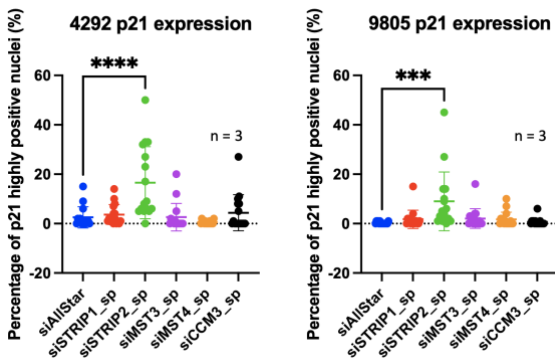 4292 p21 expression
Percentage of p21 highly positive nuclei (%)
60
40
20
0
-20
****
n = 3
siAllStar
siSTRIP1_sp
siSTRIP2_sp
siMST3_sp
siMST4_sp
siCCM3_sp
9805 p21 expression
Percentage of p21 highly positive nuclei (%)
60
40
20
0
-20
***
n = 3
siAllStar
siSTRIP1_sp
siSTRIP2_sp
siMST3_sp
siMST4_sp
siCCM3_sp